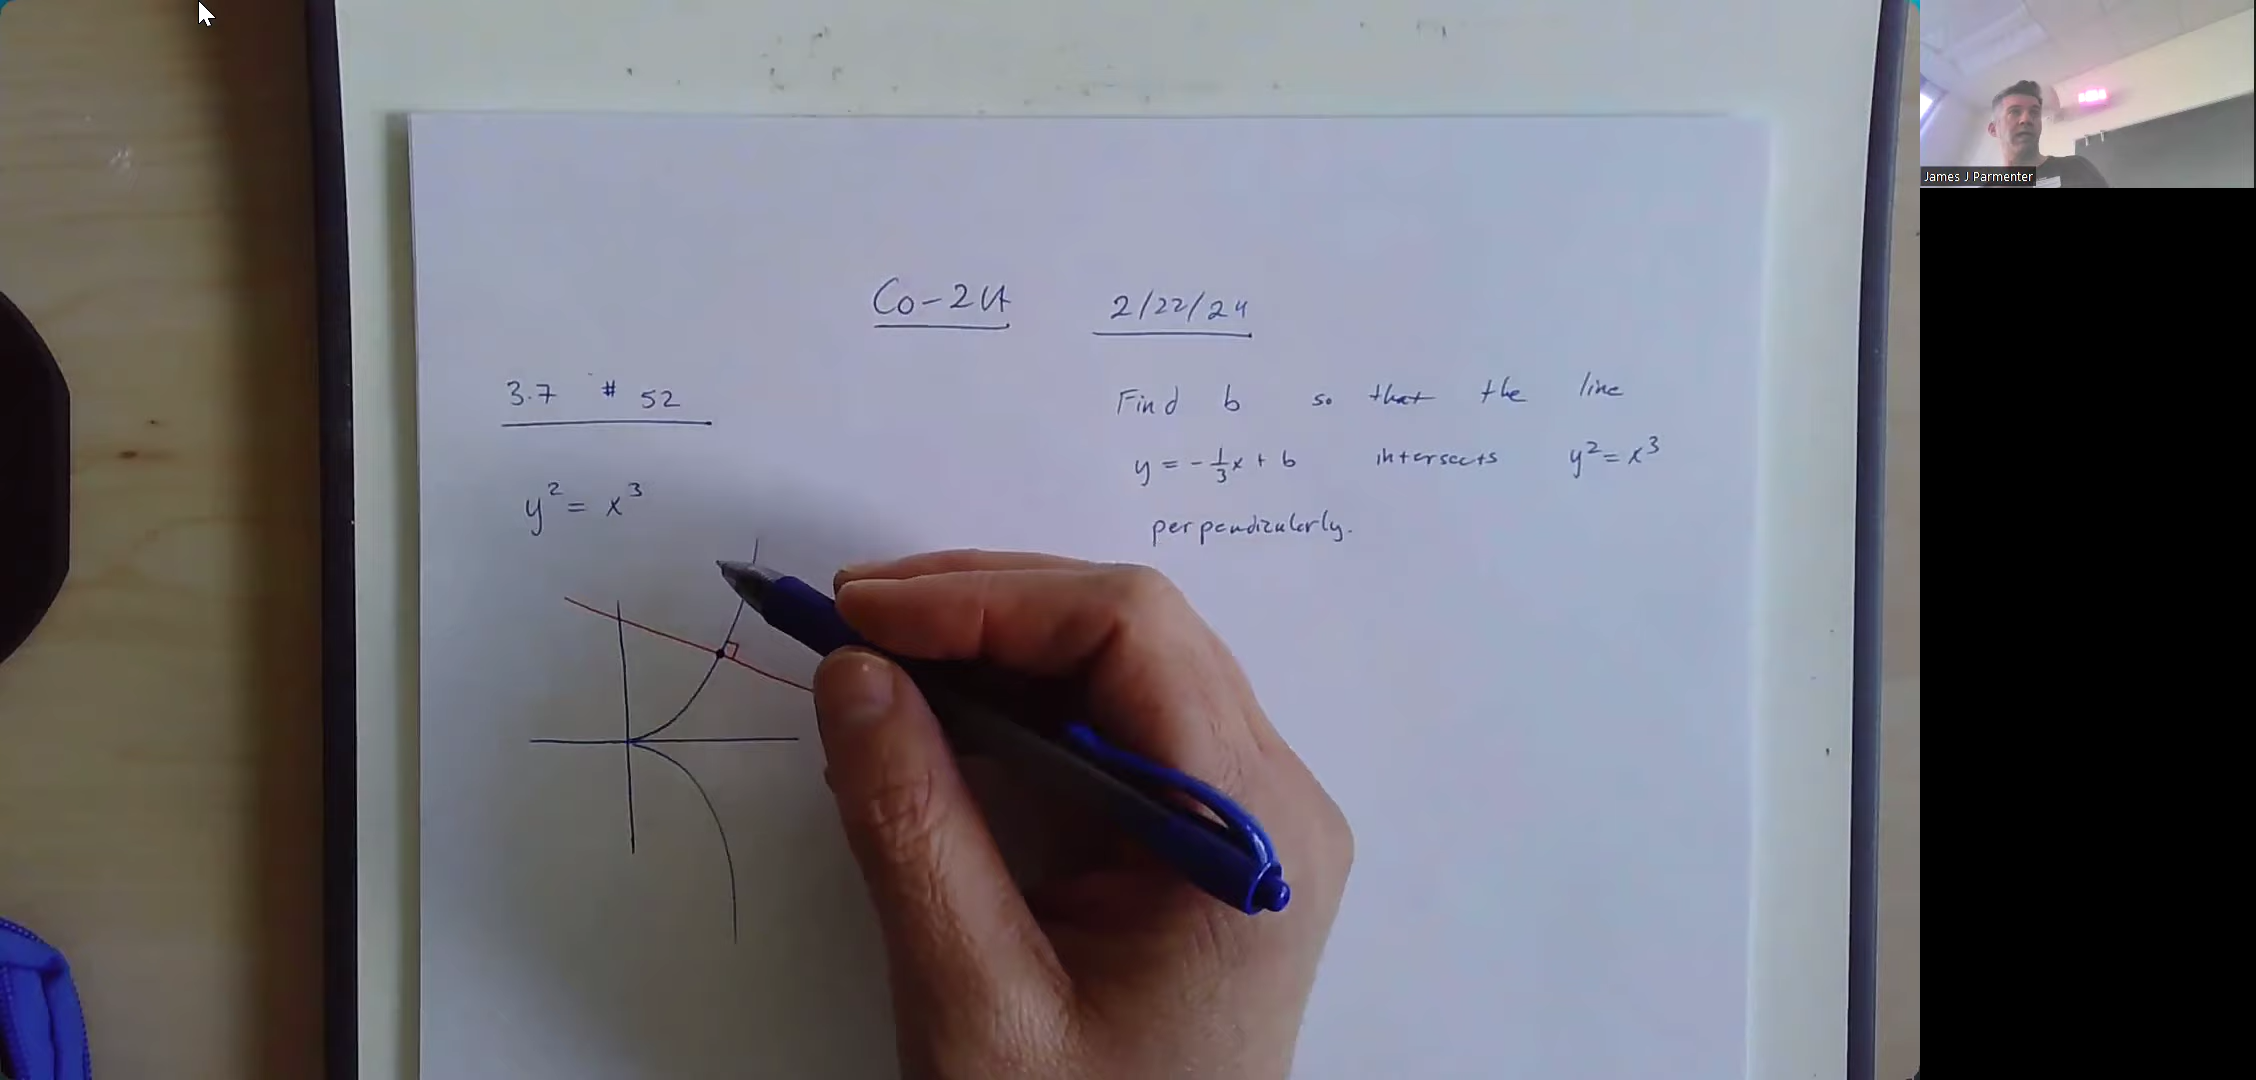 Co-24 2/22/24
3.7 # 52
Find b so that the line
y = -1/3x + b intersects y² = x³
perpendicularly.
y² = x³
James J Parmenter